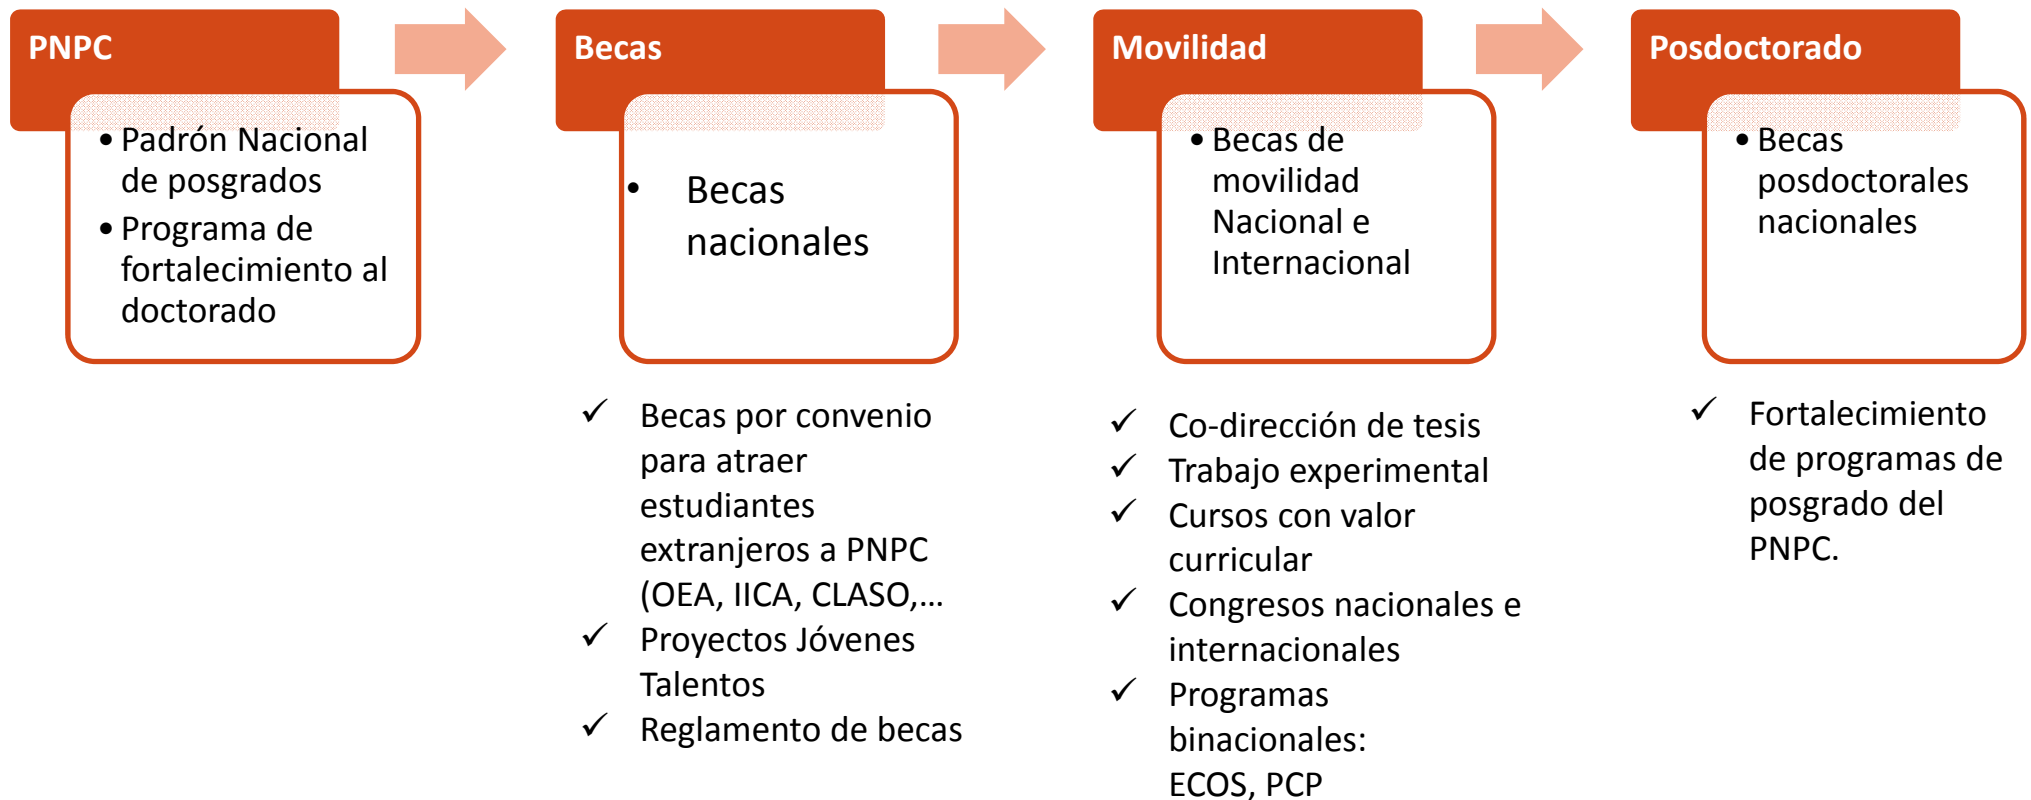 PNPC
• Padrón Nacional
de posgrados
• Programa de
fortalecimiento al
doctorado
Becas
• Becas
nacionales
✓ Becas por convenio
para atraer
estudiantes
extranjeros a PNPC
(OEA, IICA, CLASO,...
✓ Proyectos Jóvenes
Talentos
✓ Reglamento de becas
Movilidad
• Becas de
movilidad
Nacional e
Internacional
✓ Co-dirección de tesis
✓ Trabajo experimental
✓ Cursos con valor
curricular
✓ Congresos nacionales e
internacionales
✓ Programas
binacionales:
ECOS, PCP
Posdoctorado
• Becas
posdoctorales
nacionales
✓ Fortalecimiento
de programas de
posgrado del
PNPC.